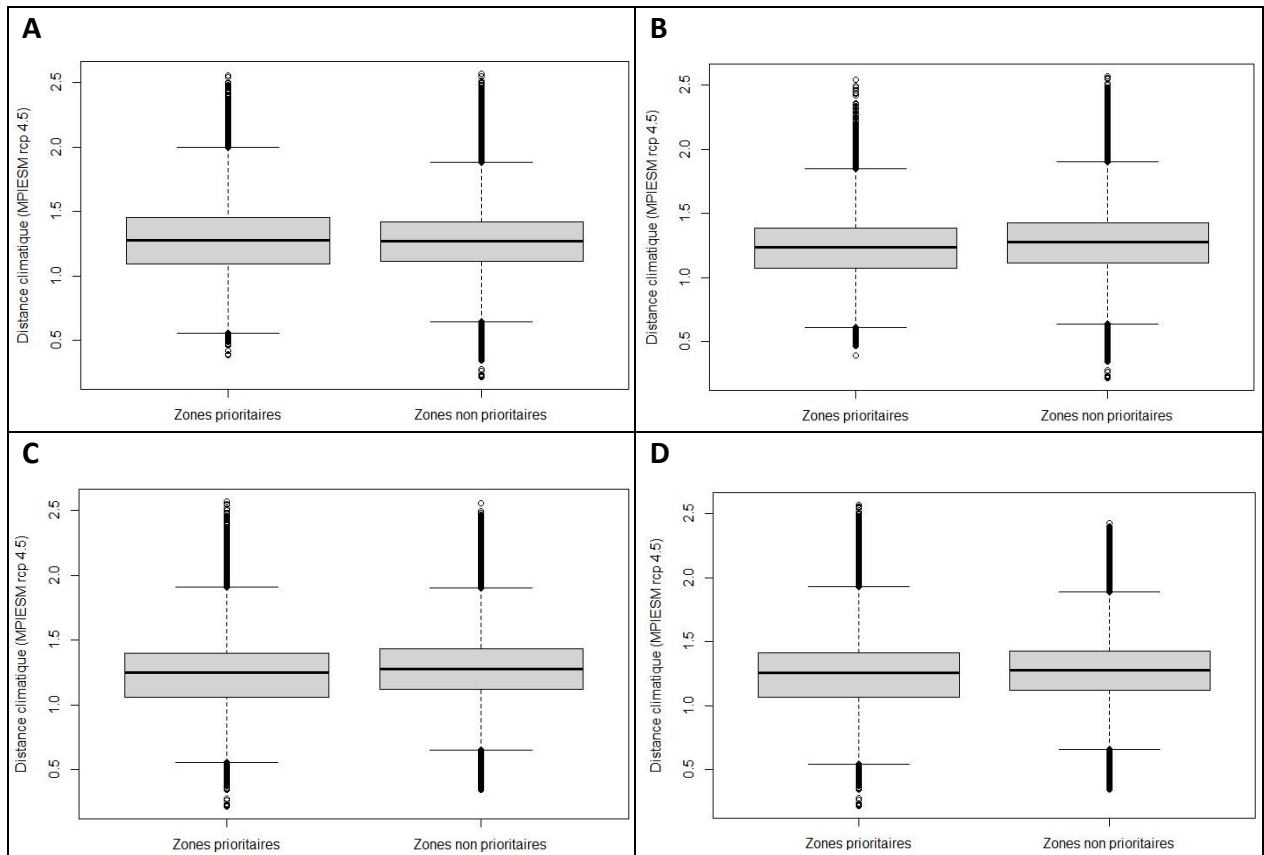 A
Distance climatique (MPIESM rcp 4.5)
2.5
2.0
1.5
1.0
0.5
Zones prioritaires
Zones non prioritaires
B
Distance climatique (MPIESM rcp 4.5)
2.5
2.0
1.5
1.0
0.5
Zones prioritaires
Zones non prioritaires
C
Distance climatique (MPIESM rcp 4.5)
2.5
2.0
1.5
1.0
0.5
Zones prioritaires
Zones non prioritaires
D
Distance climatique (MPIESM rcp 4.5)
2.5
2.0
1.5
1.0
0.5
Zones prioritaires
Zones non prioritaires